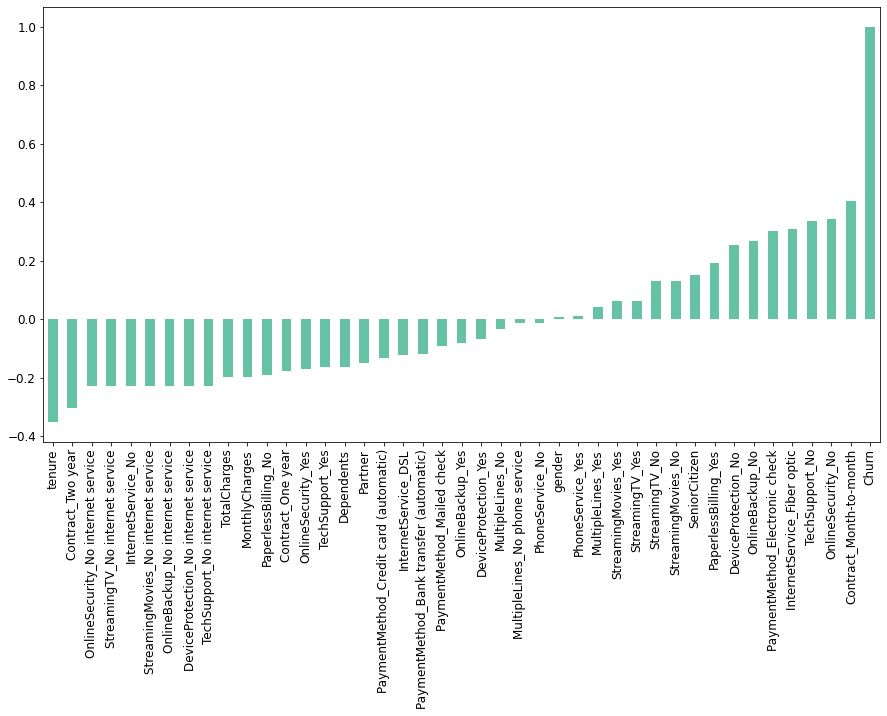 1.0
0.8
0.6
0.4
0.2
0.0
−0.2
−0.4
tenure
Contract_Two year
OnlineSecurity_No internet service
StreamingTV_No internet service
InternetService_No
StreamingMovies_No internet service
OnlineBackup_No internet service
DeviceProtection_No internet service
TechSupport_No internet service
TotalCharges
MonthlyCharges
PaperlessBilling_No
Contract_One year
OnlineSecurity_Yes
TechSupport_Yes
Dependents
Partner
PaymentMethod_Credit card (automatic)
InternetService_DSL
PaymentMethod_Bank transfer (automatic)
PaymentMethod_Mailed check
OnlineBackup_Yes
DeviceProtection_Yes
MultipleLines_No
MultipleLines_No phone service
PhoneService_No
gender
PhoneService_Yes
MultipleLines_Yes
StreamingMovies_Yes
StreamingTV_Yes
StreamingTV_No
StreamingMovies_No
SeniorCitizen
PaperlessBilling_Yes
DeviceProtection_No
OnlineBackup_No
PaymentMethod_Electronic check
InternetService_Fiber optic
TechSupport_No
OnlineSecurity_No
Contract_Month-to-month
Churn